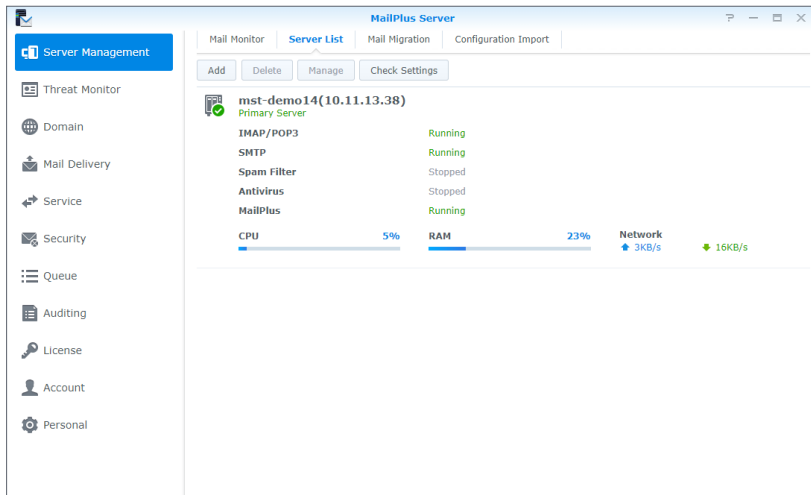 MailPlus Server
Server Management
Threat Monitor
Domain
Mail Delivery
Service
Security
Queue
Auditing
License
Account
Personal
Mail Monitor Server List Mail Migration Configuration Import
Add Delete Manage Check Settings
mst-demo14(10.11.13.38)
Primary Server
IMAP/POP3 Running
SMTP Running
Spam Filter Stopped
Antivirus Stopped
MailPlus Running
CPU 5% RAM 23% Network
3KB/s 16KB/s